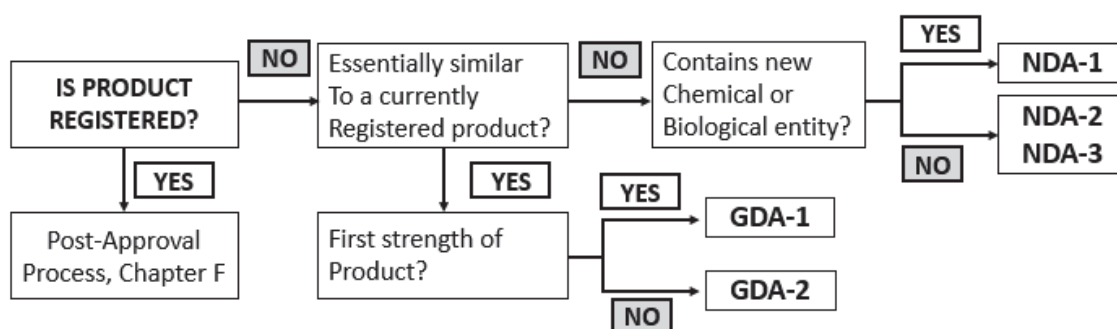 IS PRODUCT
REGISTERED?
NO
Essentially similar
To a currently
Registered product?
NO
Contains new
Chemical or
Biological entity?
YES
NDA-1
NO
NDA-2
NDA-3
YES
Post-Approval
Process, Chapter F
YES
First strength of
Product?
YES
GDA-1
NO
GDA-2